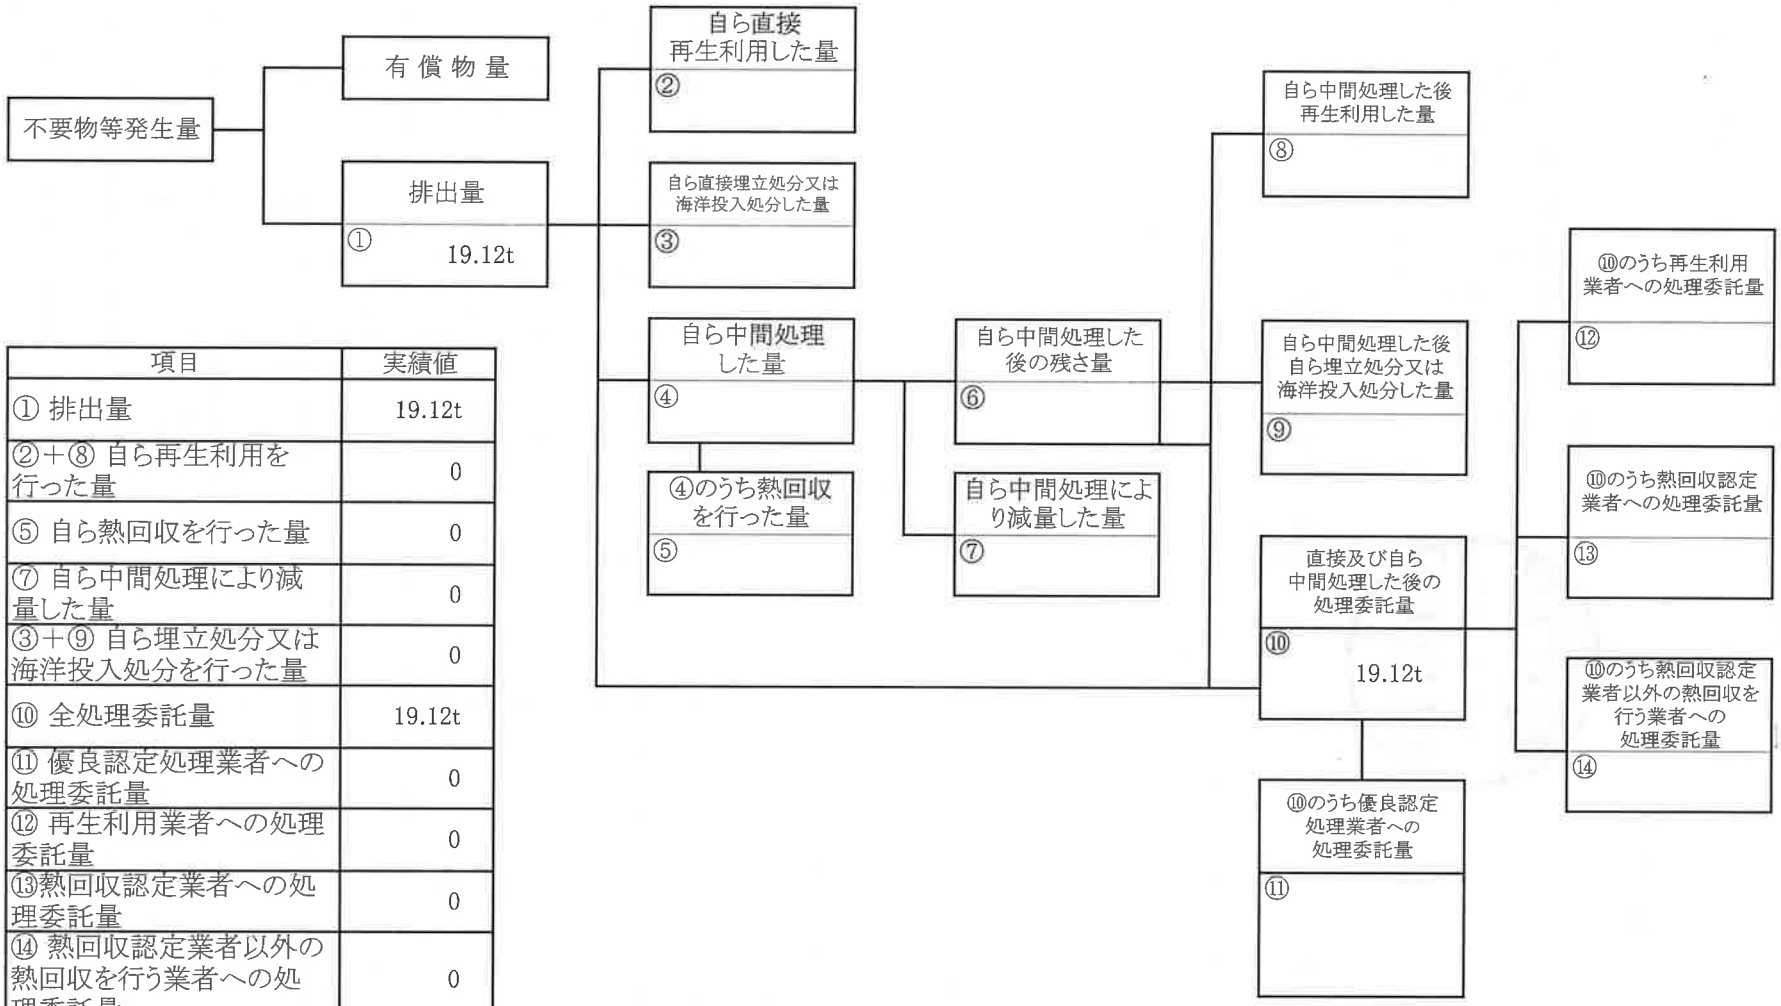 不要物等発生量
有償物量
排出量
①
19.12t
自ら直接
再生利用した量
②
自ら直接埋立処分又は
海洋投入処分した量
③
自ら中間処理
した量
④
④のうち熱回収
を行った量
⑤
自ら中間処理した
後の残さ量
⑥
自ら中間処理によ
り減量した量
⑦
自ら中間処理した後
再生利用した量
⑧
自ら中間処理した後
自ら埋立処分又は
海洋投入処分した量
⑨
直接及び自ら
中間処理した後の
処理委託量
⑩
19.12t
⑩のうち優良認定
処理業者への
処理委託量
⑪
⑩のうち再生利用
業者への処理委託量
⑫
⑩のうち熱回収認定
業者への処理委託量
⑬
⑩のうち熱回収認定
業者以外の熱回収を
行う業者への
処理委託量
⑭
項目 実績値
① 排出量 19.12t
②+⑧ 自ら再生利用を
行った量 0
⑤ 自ら熱回収を行った量 0
⑦ 自ら中間処理により減
量した量 0
③+⑨ 自ら埋立処分又は
海洋投入処分を行った量 0
⑩ 全処理委託量 19.12t
⑪ 優良認定処理業者への
処理委託量 0
⑫ 再生利用業者への処理
委託量 0
⑬熱回収認定業者への処
理委託量 0
⑭ 熱回収認定業者以外の
熱回収を行う業者への処
理委託量 0